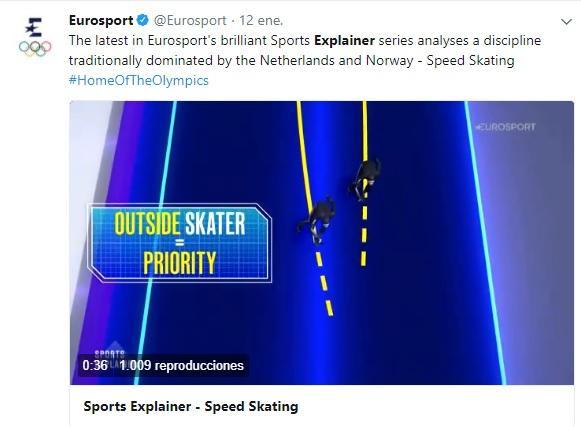 Eurosport @Eurosport · 12 ene.
The latest in Eurosport's brilliant Sports Explainer series analyses a discipline
traditionally dominated by the Netherlands and Norway - Speed Skating
#HomeOfTheOlympics
EUROSPORT
OUTSIDE SKATER
=
PRIORITY
SPORTS
0:36 1.009 reproducciones
Sports Explainer - Speed Skating